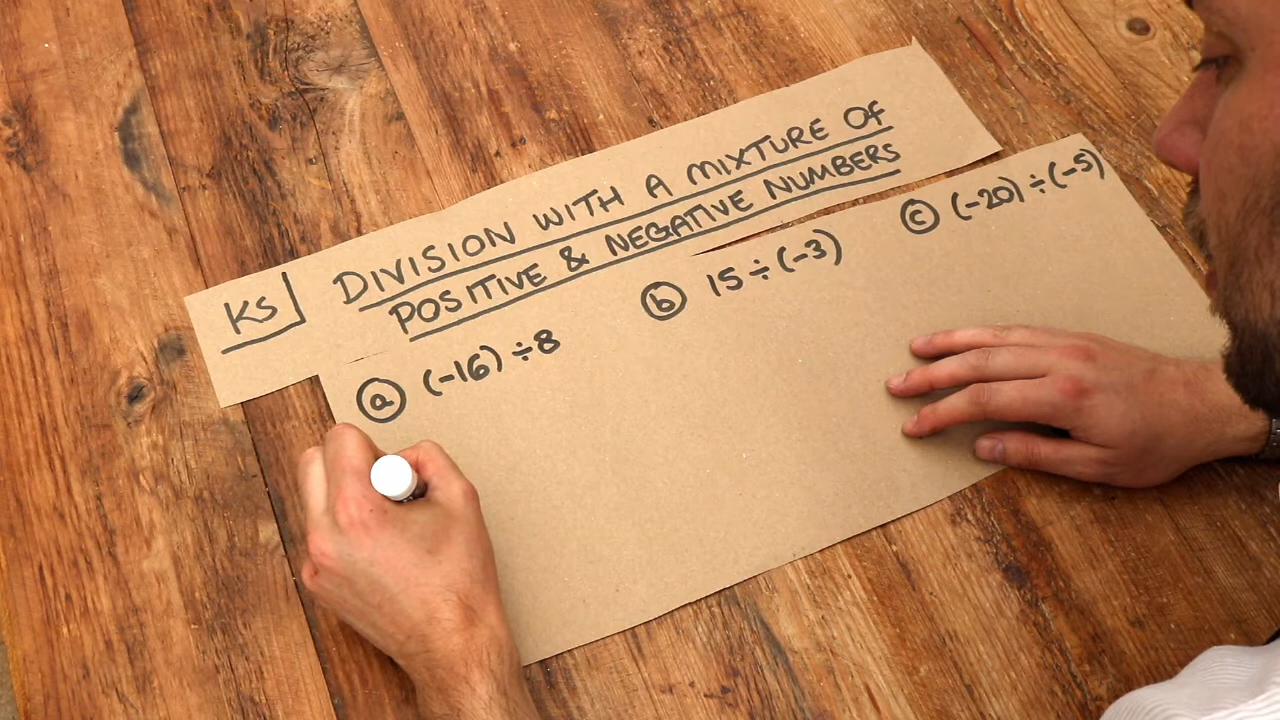 KS
DIVISION WITH A MIXTURE OF
POSITIVE & NEGATIVE NUMBERS
a (-16) ÷ 8
b 15 ÷ (-3)
c (-20) ÷ (-5)